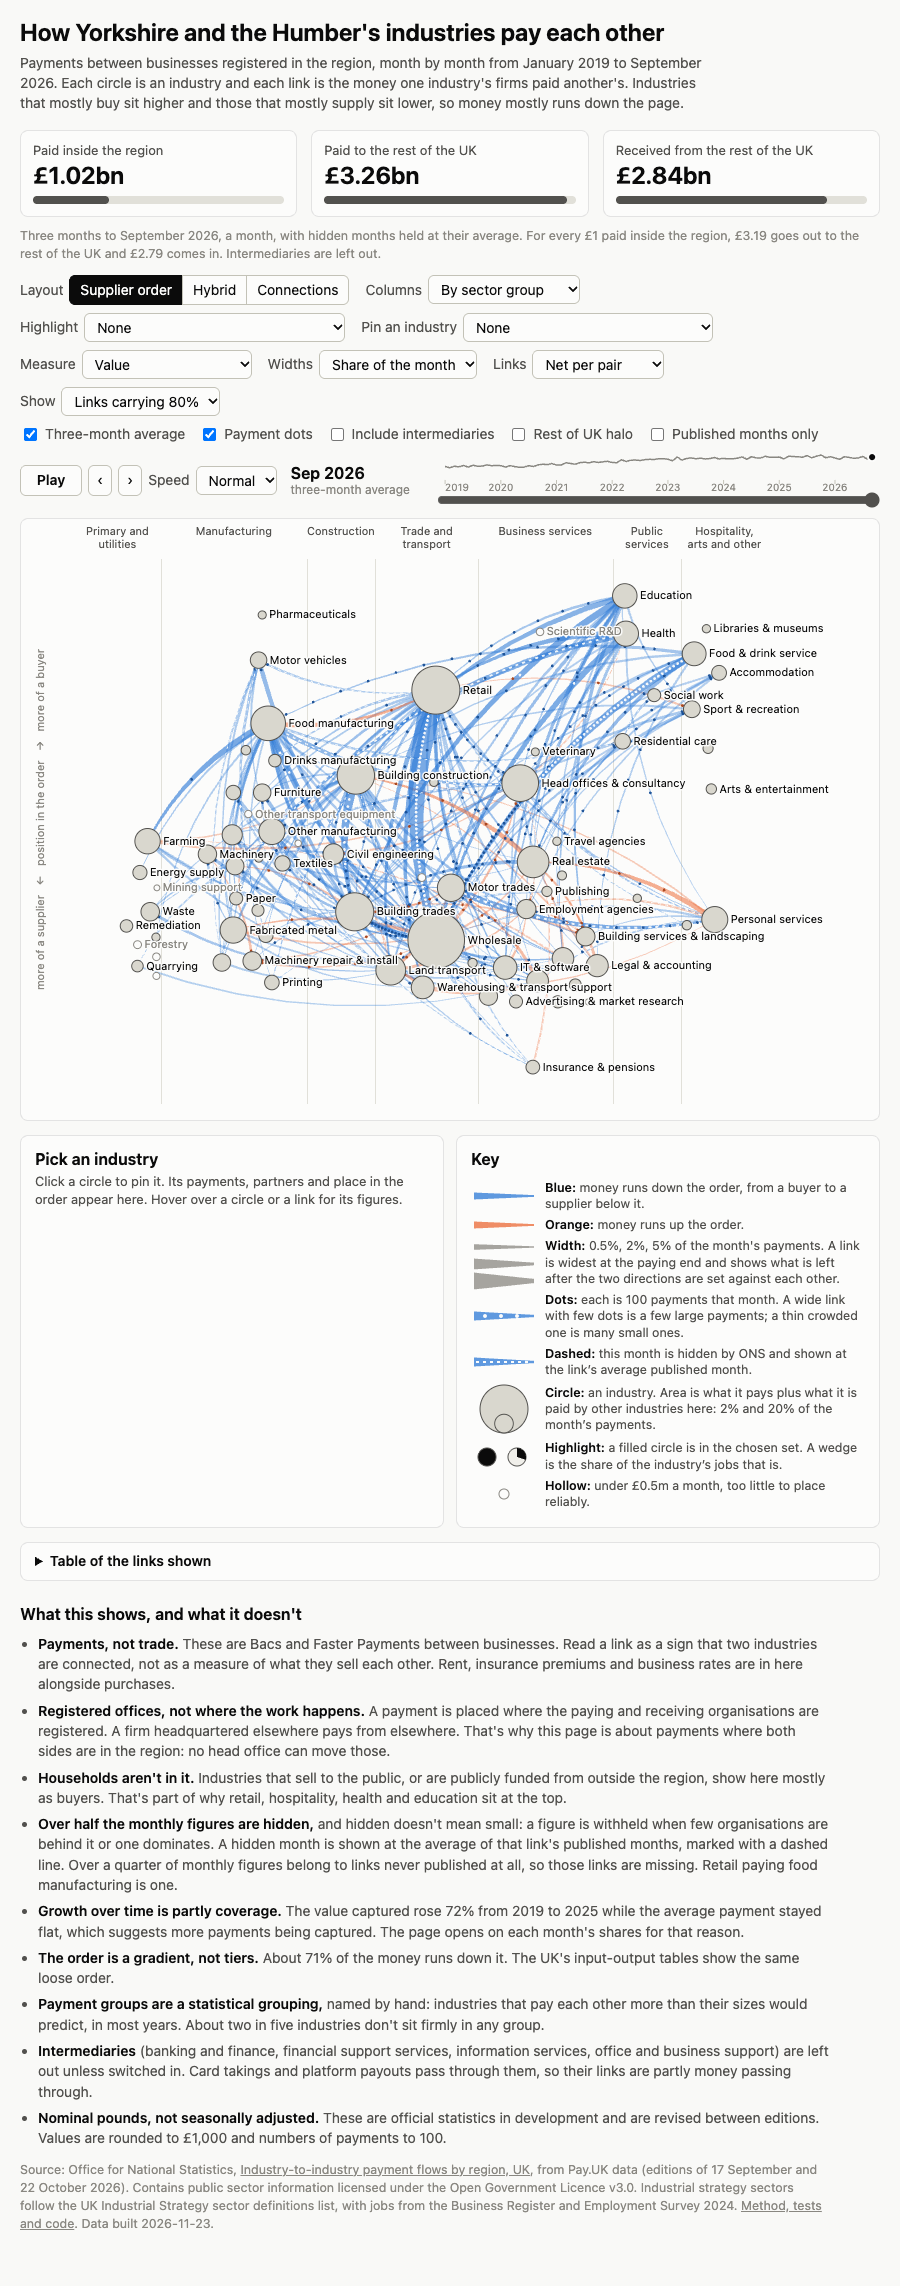 How Yorkshire and the Humber's industries pay each other
Payments between businesses registered in the region, month by month from January 2019 to September
2026. Each circle is an industry and each link is the money one industry's firms paid another's. Industries
that mostly buy sit higher and those that mostly supply sit lower, so money mostly runs down the page.
Paid inside the region
£1.02bn
Paid to the rest of the UK
£3.26bn
Received from the rest of the UK
£2.84bn
Three months to September 2026, a month, with hidden months held at their average. For every £1 paid inside the region, £3.19 goes out to the
rest of the UK and £2.79 comes in. Intermediaries are left out.
Layout Supplier order Hybrid Connections Columns By sector group
Highlight None Pin an industry None
Measure Value Widths Share of the month Links Net per pair
Show Links carrying 80%
Three-month average Payment dots Include intermediaries Rest of UK halo Published months only
Play ‹ › Speed Normal Sep 2026
three-month average
2019 2020 2021 2022 2023 2024 2025 2026
Primary and
utilities
Manufacturing
Construction
Trade and
transport
Business services
Public
services
Hospitality,
arts and other
more of a supplier ← position in the order → more of a buyer
Education
Pharmaceuticals
Scientific R&D
Health
Libraries & museums
Food & drink service
Motor vehicles
Accommodation
Retail
Social work
Sport & recreation
Food manufacturing
Residential care
Veterinary
Drinks manufacturing
Building construction
Head offices & consultancy
Arts & entertainment
Furniture
Other transport equipment
Other manufacturing
Farming
Travel agencies
Machinery
Civil engineering
Textiles
Real estate
Energy supply
Mining support
Motor trades
Publishing
Paper
Waste
Building trades
Employment agencies
Personal services
Remediation
Fabricated metal
Wholesale
Building services & landscaping
Forestry
Quarrying
Machinery repair & install
Land transport
IT & software
Legal & accounting
Printing
Warehousing & transport support
Advertising & market research
Insurance & pensions
Pick an industry
Click a circle to pin it. Its payments, partners and place in the
order appear here. Hover over a circle or a link for its figures.
Key
Blue: money runs down the order, from a buyer to a
supplier below it.
Orange: money runs up the order.
Width: 0.5%, 2%, 5% of the month's payments. A link
is widest at the paying end and shows what is left
after the two directions are set against each other.
Dots: each is 100 payments that month. A wide link
with few dots is a few large payments; a thin crowded
one is many small ones.
Dashed: this month is hidden by ONS and shown at
the link's average published month.
Circle: an industry. Area is what it pays plus what it is
paid by other industries here: 2% and 20% of the
month's payments.
Highlight: a filled circle is in the chosen set. A wedge
is the share of the industry's jobs that is.
Hollow: under £0.5m a month, too little to place
reliably.
Table of the links shown
What this shows, and what it doesn't
Payments, not trade. These are Bacs and Faster Payments between businesses. Read a link as a sign that two industries
are connected, not as a measure of what they sell each other. Rent, insurance premiums and business rates are in here
alongside purchases.
Registered offices, not where the work happens. A payment is placed where the paying and receiving organisations are
registered. A firm headquartered elsewhere pays from elsewhere. That's why this page is about payments where both
sides are in the region: no head office can move those.
Households aren't in it. Industries that sell to the public, or are publicly funded from outside the region, show here mostly
as buyers. That's part of why retail, hospitality, health and education sit at the top.
Over half the monthly figures are hidden, and hidden doesn't mean small: a figure is withheld when few organisations are
behind it or one dominates. A hidden month is shown at the average of that link's published months, marked with a dashed
line. Over a quarter of monthly figures belong to links never published at all, so those links are missing. Retail paying food
manufacturing is one.
Growth over time is partly coverage. The value captured rose 72% from 2019 to 2025 while the average payment stayed
flat, which suggests more payments being captured. The page opens on each month's shares for that reason.
The order is a gradient, not tiers. About 71% of the money runs down it. The UK's input-output tables show the same
loose order.
Payment groups are a statistical grouping, named by hand: industries that pay each other more than their sizes would
predict, in most years. About two in five industries don't sit firmly in any group.
Intermediaries (banking and finance, financial support services, information services, office and business support) are left
out unless switched in. Card takings and platform payouts pass through them, so their links are partly money passing
through.
Nominal pounds, not seasonally adjusted. These are official statistics in development and are revised between editions.
Values are rounded to £1,000 and numbers of payments to 100.
Source: Office for National Statistics, Industry-to-industry payment flows by region, UK, from Pay.UK data (editions of 17 September and
22 October 2026). Contains public sector information licensed under the Open Government Licence v3.0. Industrial strategy sectors
follow the UK Industrial Strategy sector definitions list, with jobs from the Business Register and Employment Survey 2024. Method, tests
and code. Data built 2026-11-23.